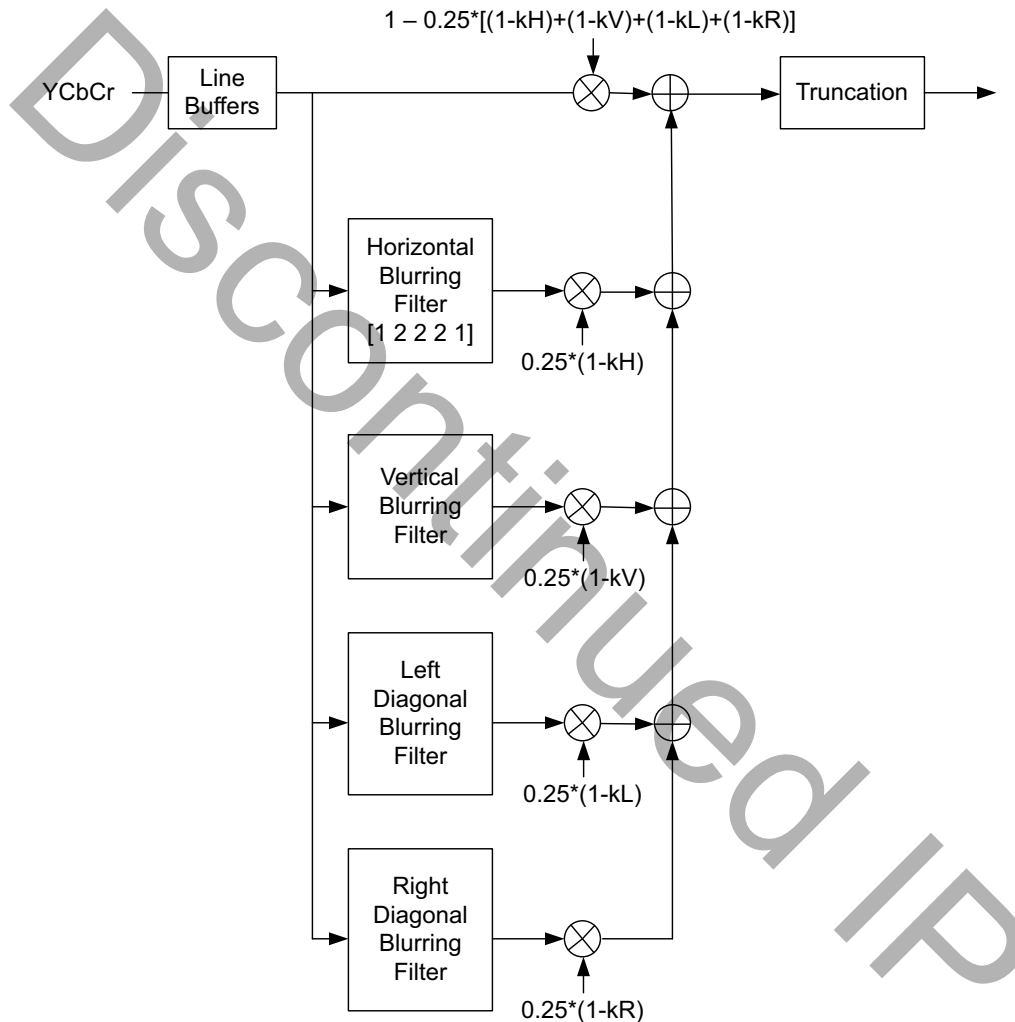 1 – 0.25*[(1-kH)+(1-kV)+(1-kL)+(1-kR)]
YCbCr
Line
Buffers
Truncation
Horizontal
Blurring
Filter
[1 2 2 2 1]
0.25*(1-kH)
Vertical
Blurring
Filter
0.25*(1-kV)
Left
Diagonal
Blurring
Filter
0.25*(1-kL)
Right
Diagonal
Blurring
Filter
0.25*(1-kR)
Discontinued IP